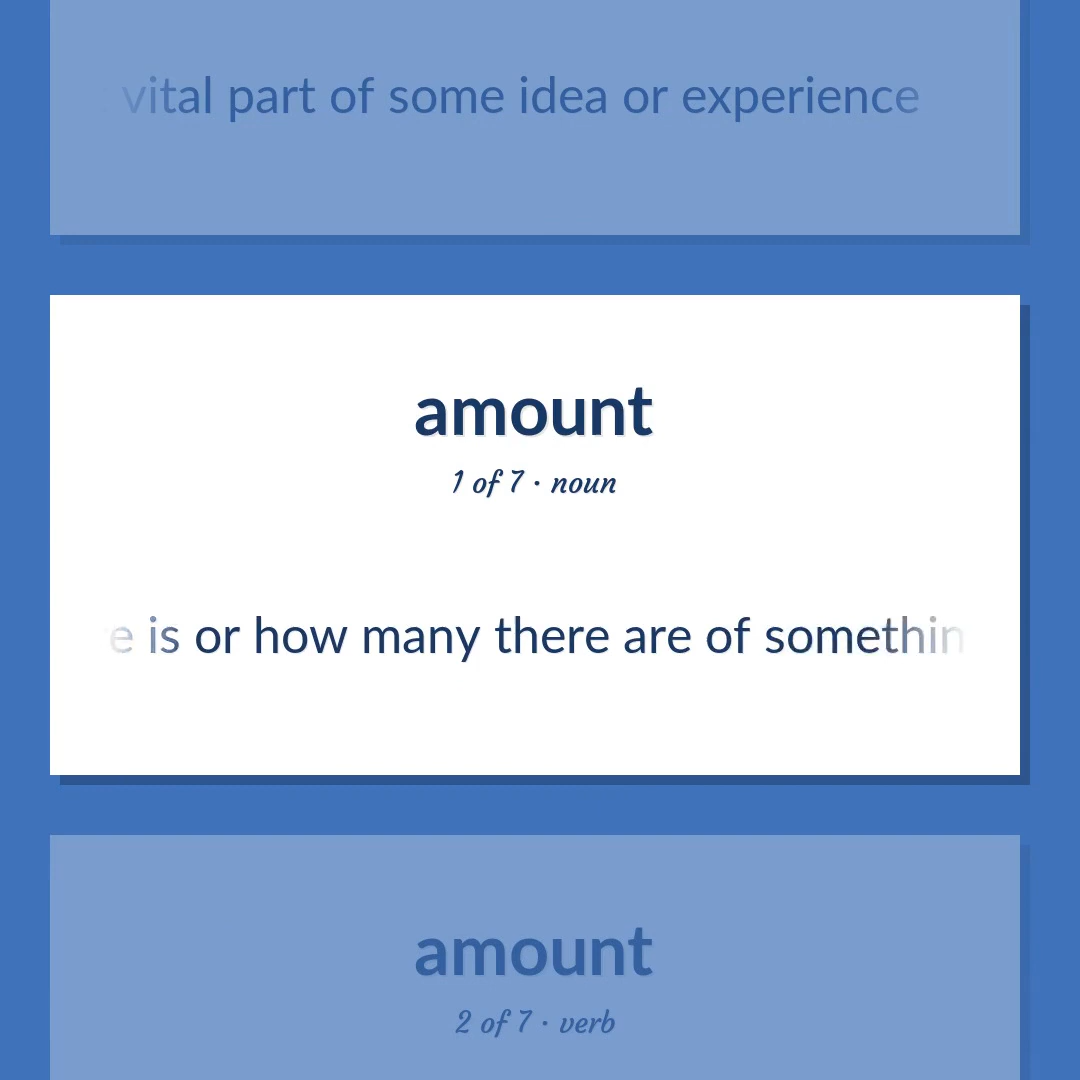 vital part of some idea or experience
amount
1 of 7 · noun
e is or how many there are of somethin
amount
2 of 7 · verb